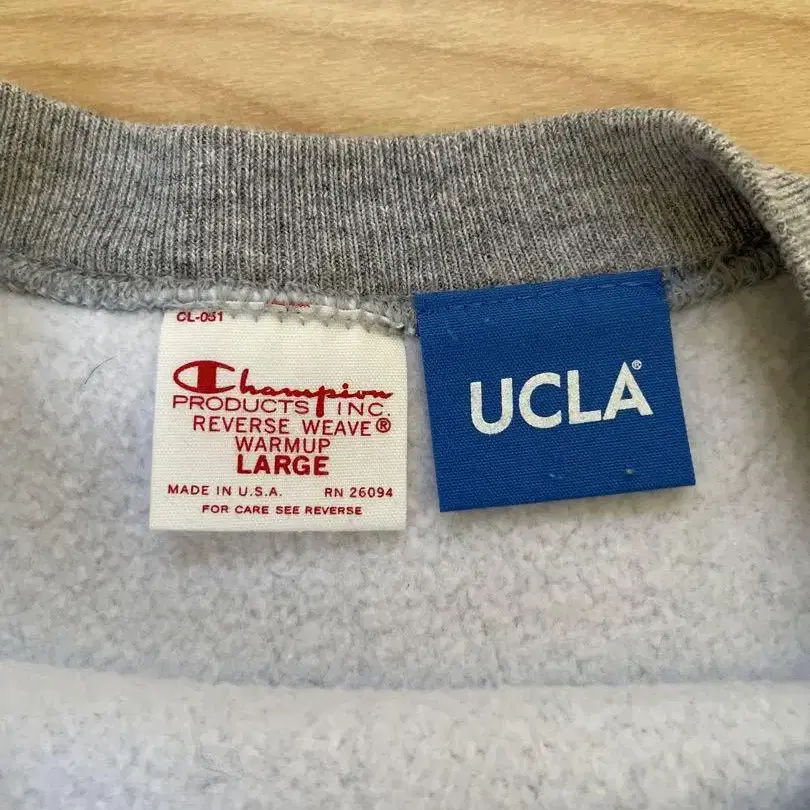 CL-051
Champion
PRODUCTS INC.
REVERSE WEAVE®
WARMUP
LARGE
MADE IN U.S.A. RN 26094
FOR CARE SEE REVERSE
UCLA®